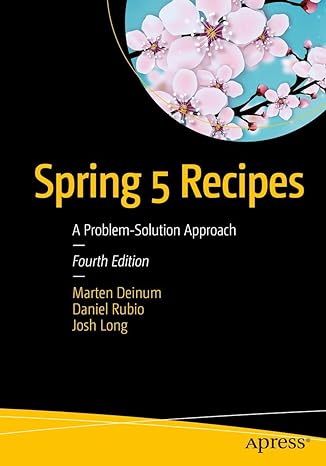 Spring 5 Recipes
A Problem-Solution Approach
—
Fourth Edition
—
Marten Deinum
Daniel Rubio
Josh Long
Apress®